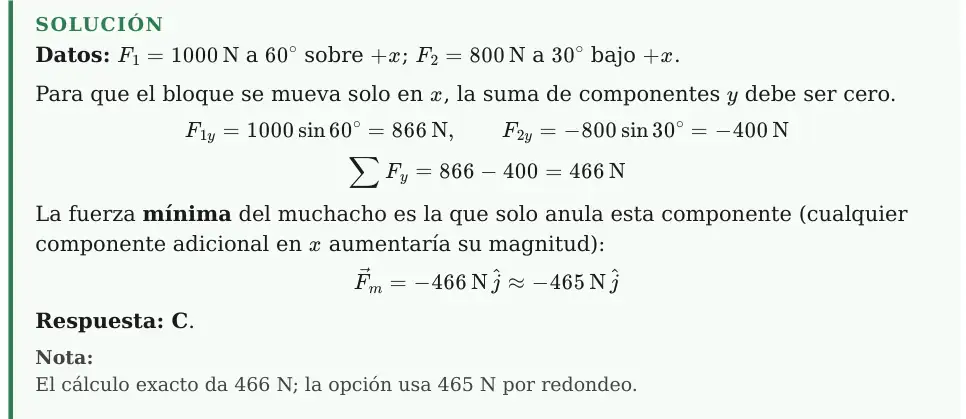 SOLUCIÓN
Datos: F₁ = 1000 N a 60° sobre +x; F₂ = 800 N a 30° bajo +x.
Para que el bloque se mueva solo en x, la suma de componentes y debe ser cero.
F₁y = 1000 sin 60° = 866 N, F₂y = −800 sin 30° = −400 N
∑ Fy = 866 − 400 = 466 N
La fuerza mínima del muchacho es la que solo anula esta componente (cualquier
componente adicional en x aumentaría su magnitud):
F⃗m = −466 N ĵ ≈ −465 N ĵ
Respuesta: C.
Nota:
El cálculo exacto da 466 N; la opción usa 465 N por redondeo.